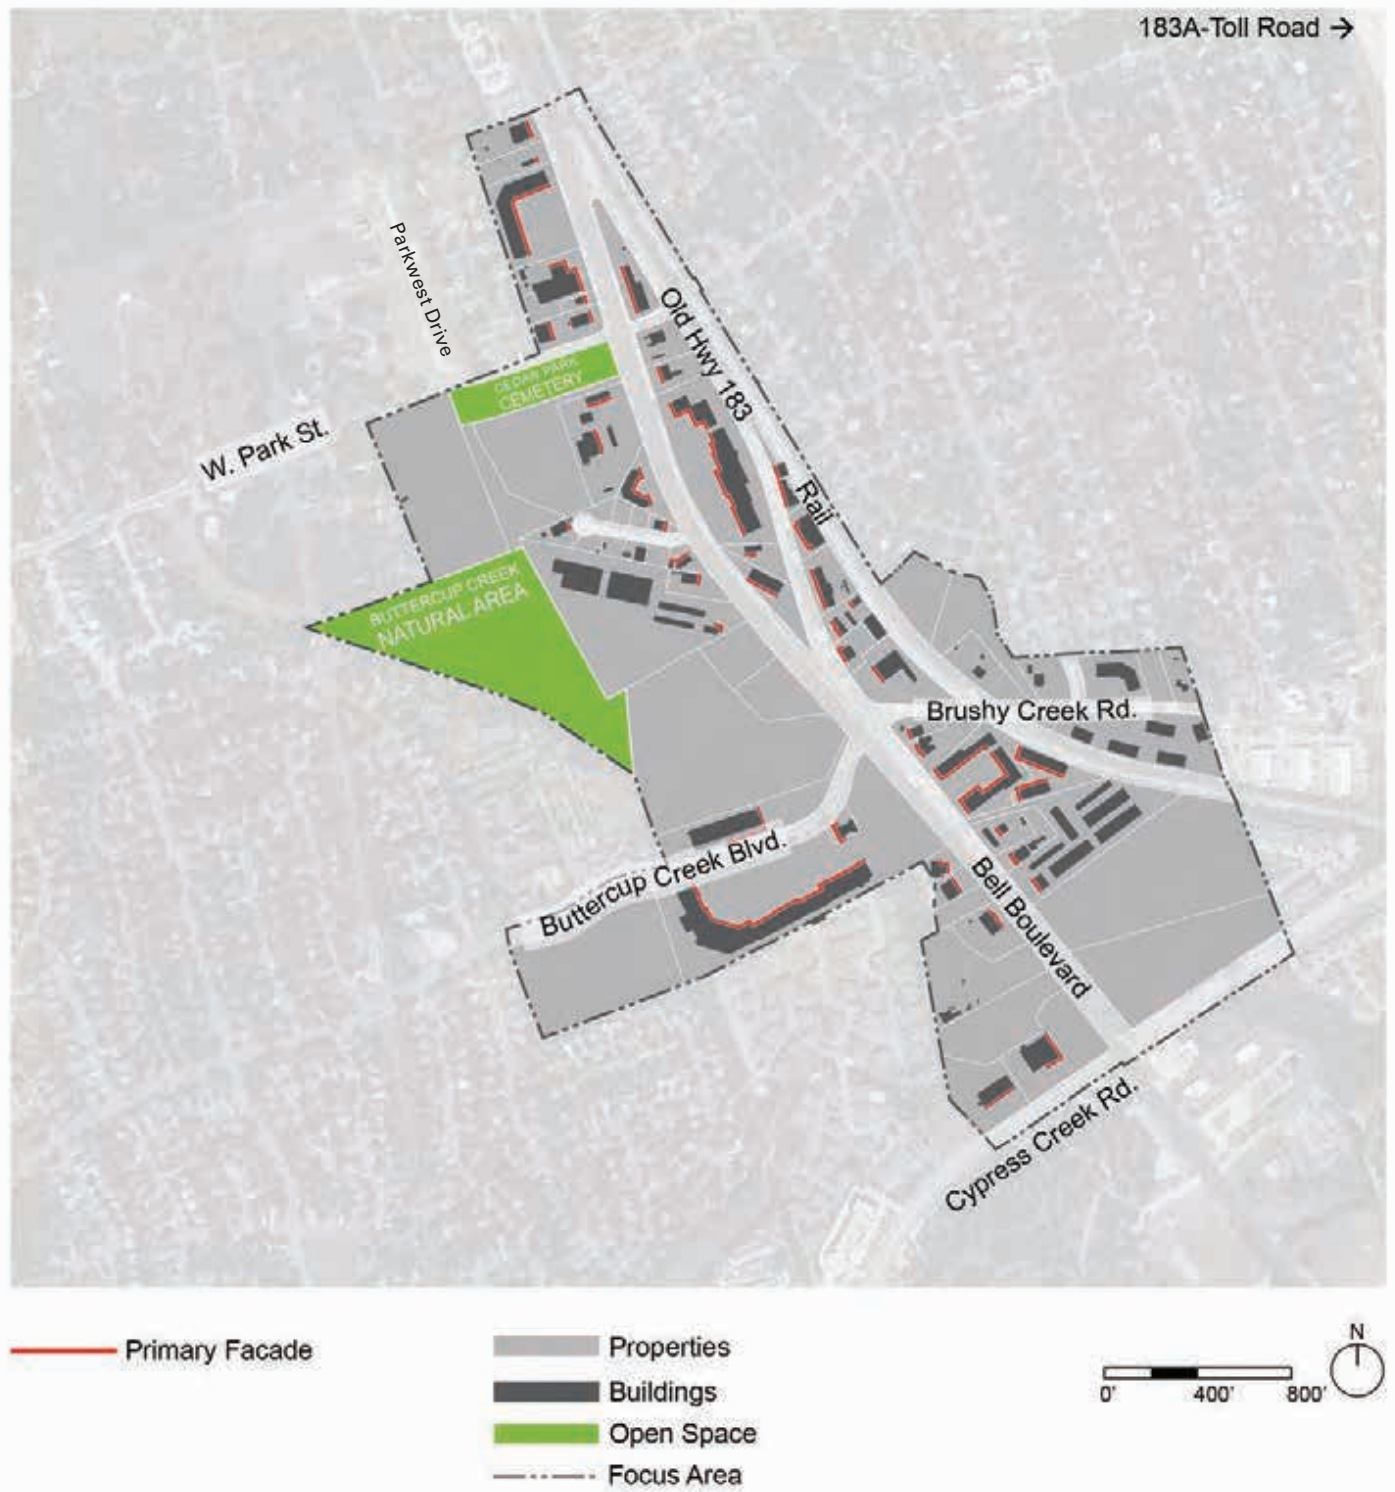 183A-Toll Road →
Parkwest Drive
Old Hwy 183
CEDAR PARK
CEMETERY
W. Park St.
Rail
BUTTERCUP CREEK
NATURAL AREA
Brushy Creek Rd.
Buttercup Creek Blvd.
Bell Boulevard
Cypress Creek Rd.
Primary Facade
Properties
Buildings
Open Space
Focus Area
N
0' 400' 800'